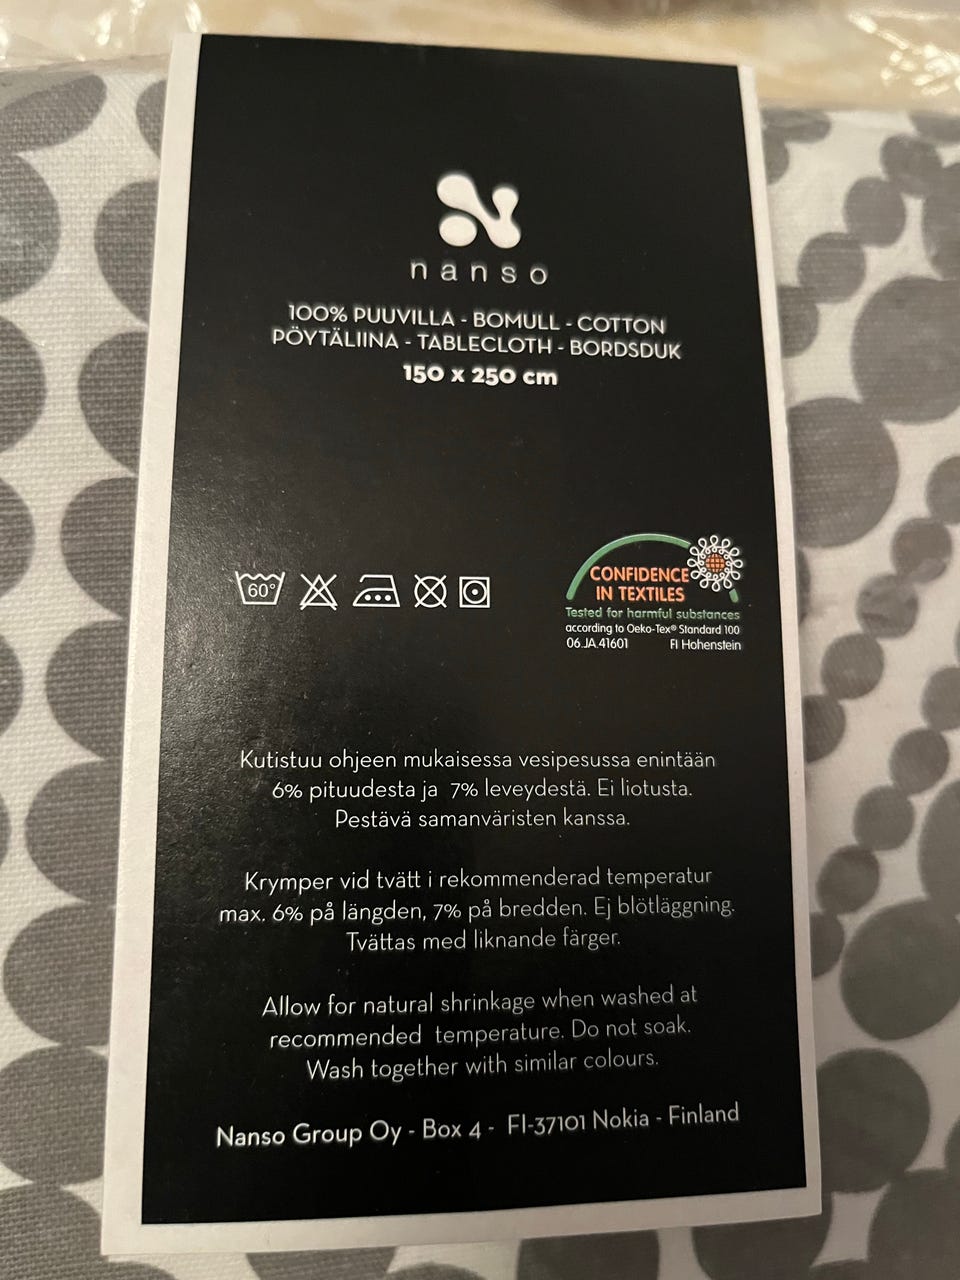 nanso
100% PUUVILLA - BOMULL - COTTON
PÖYTÄLIINA - TABLECLOTH - BORDSDUK
150 x 250 cm
60°
CONFIDENCE
IN TEXTILES
Tested for harmful substances
according to Oeko-Tex® Standard 100
06.JA.41601 FI Hohenstein
Kutistuu ohjeen mukaisessa vesipesussa enintään
6% pituudesta ja 7% leveydestä. Ei liotusta.
Pestävä samanväristen kanssa.
Krymper vid tvätt i rekommenderad temperatur
max. 6% på längden, 7% på bredden. Ej blötläggning.
Tvättas med liknande färger.
Allow for natural shrinkage when washed at
recommended temperature. Do not soak.
Wash together with similar colours.
Nanso Group Oy - Box 4 - FI-37101 Nokia - Finland